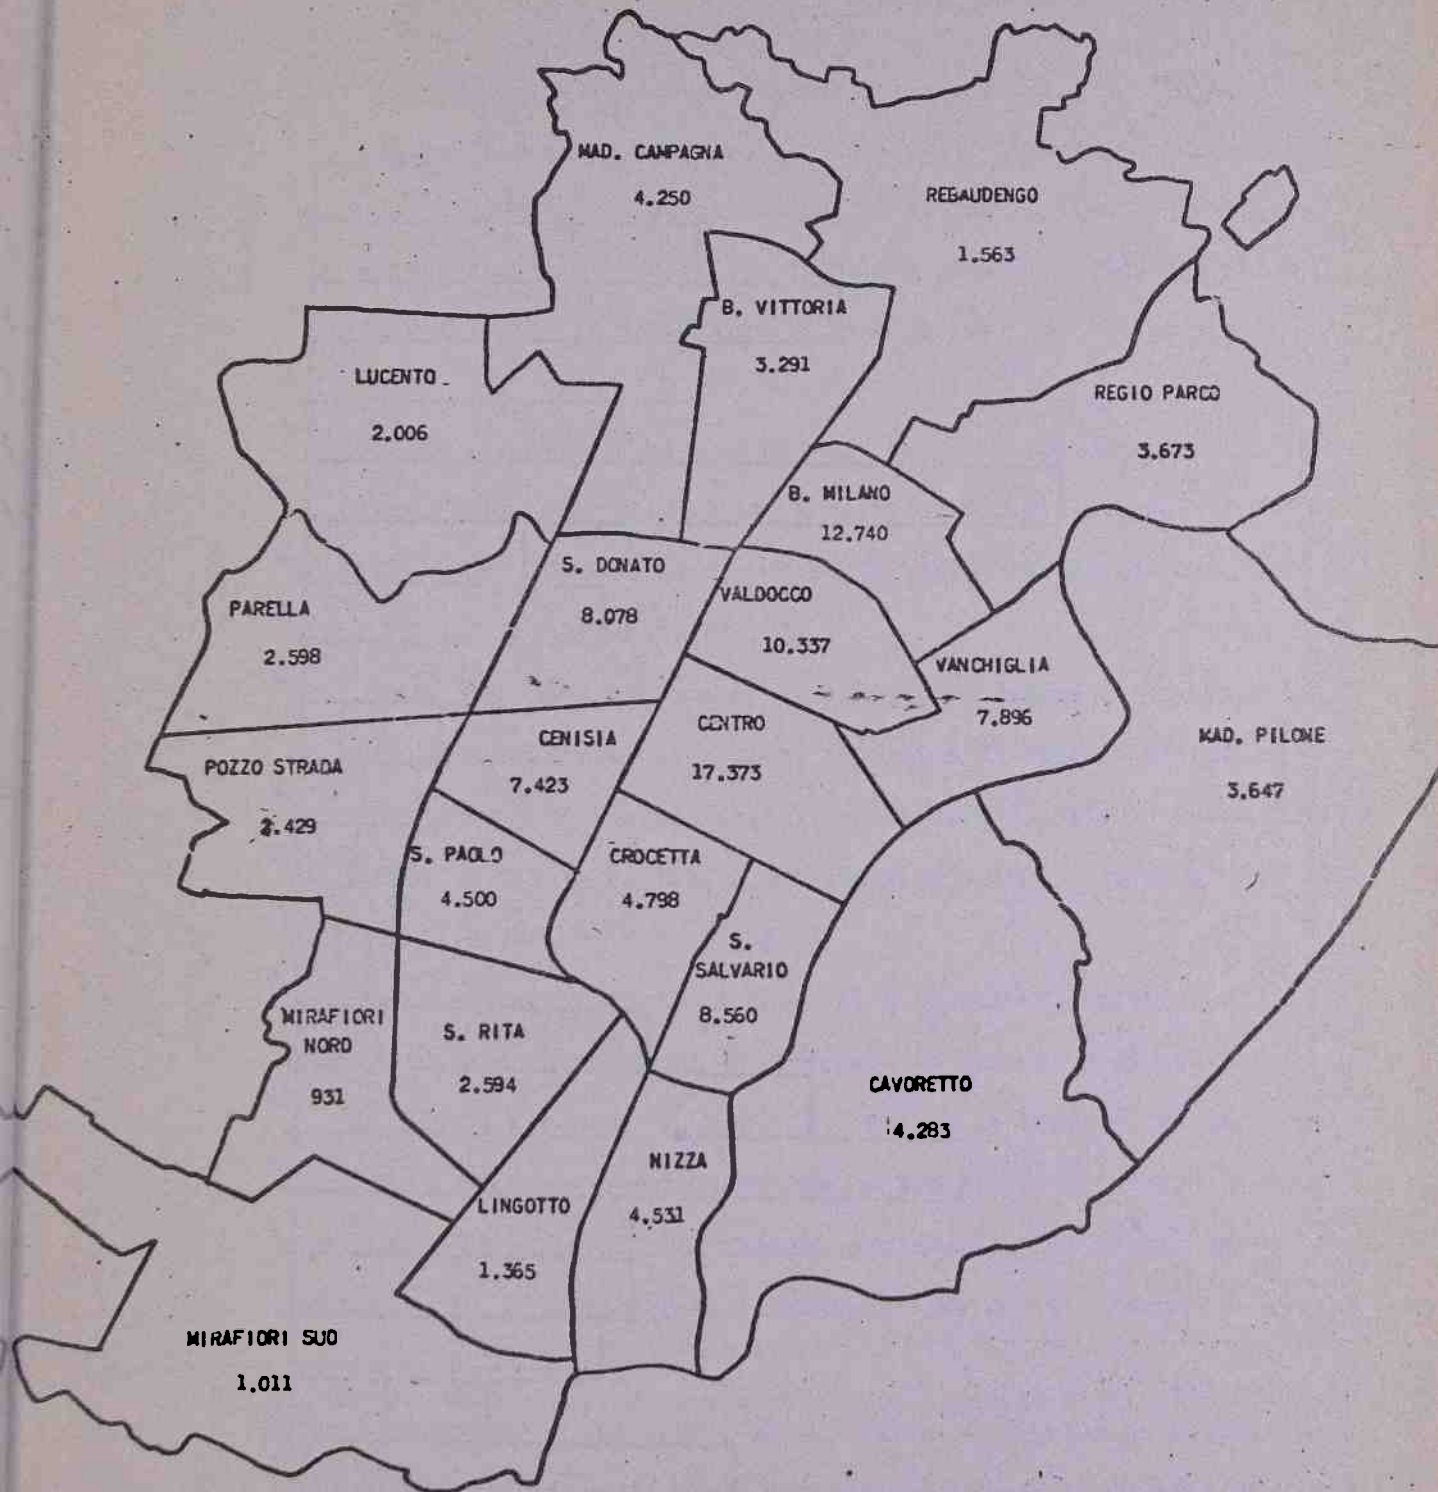 MAD. CAMPAGNA
4.250
REBAUDENGO
1.563
B. VITTORIA
3.291
LUCENTO
2.006
REGIO PARCO
3.673
B. MILANO
12.740
S. DONATO
8.078
VALDOCCO
10.337
PARELLA
2.598
VANCHIGLIA
7.896
CENISIA
7.423
CENTRO
17.373
MAD. PILONE
3.647
POZZO STRADA
2.429
S. PAOLO
4.500
CROCETTA
4.798
S.
SALVARIO
8.560
MIRAFIORI
NORD
931
S. RITA
2.594
CAVORETTO
4.283
NIZZA
4.531
LINGOTTO
1.365
MIRAFIORI SUD
1.011